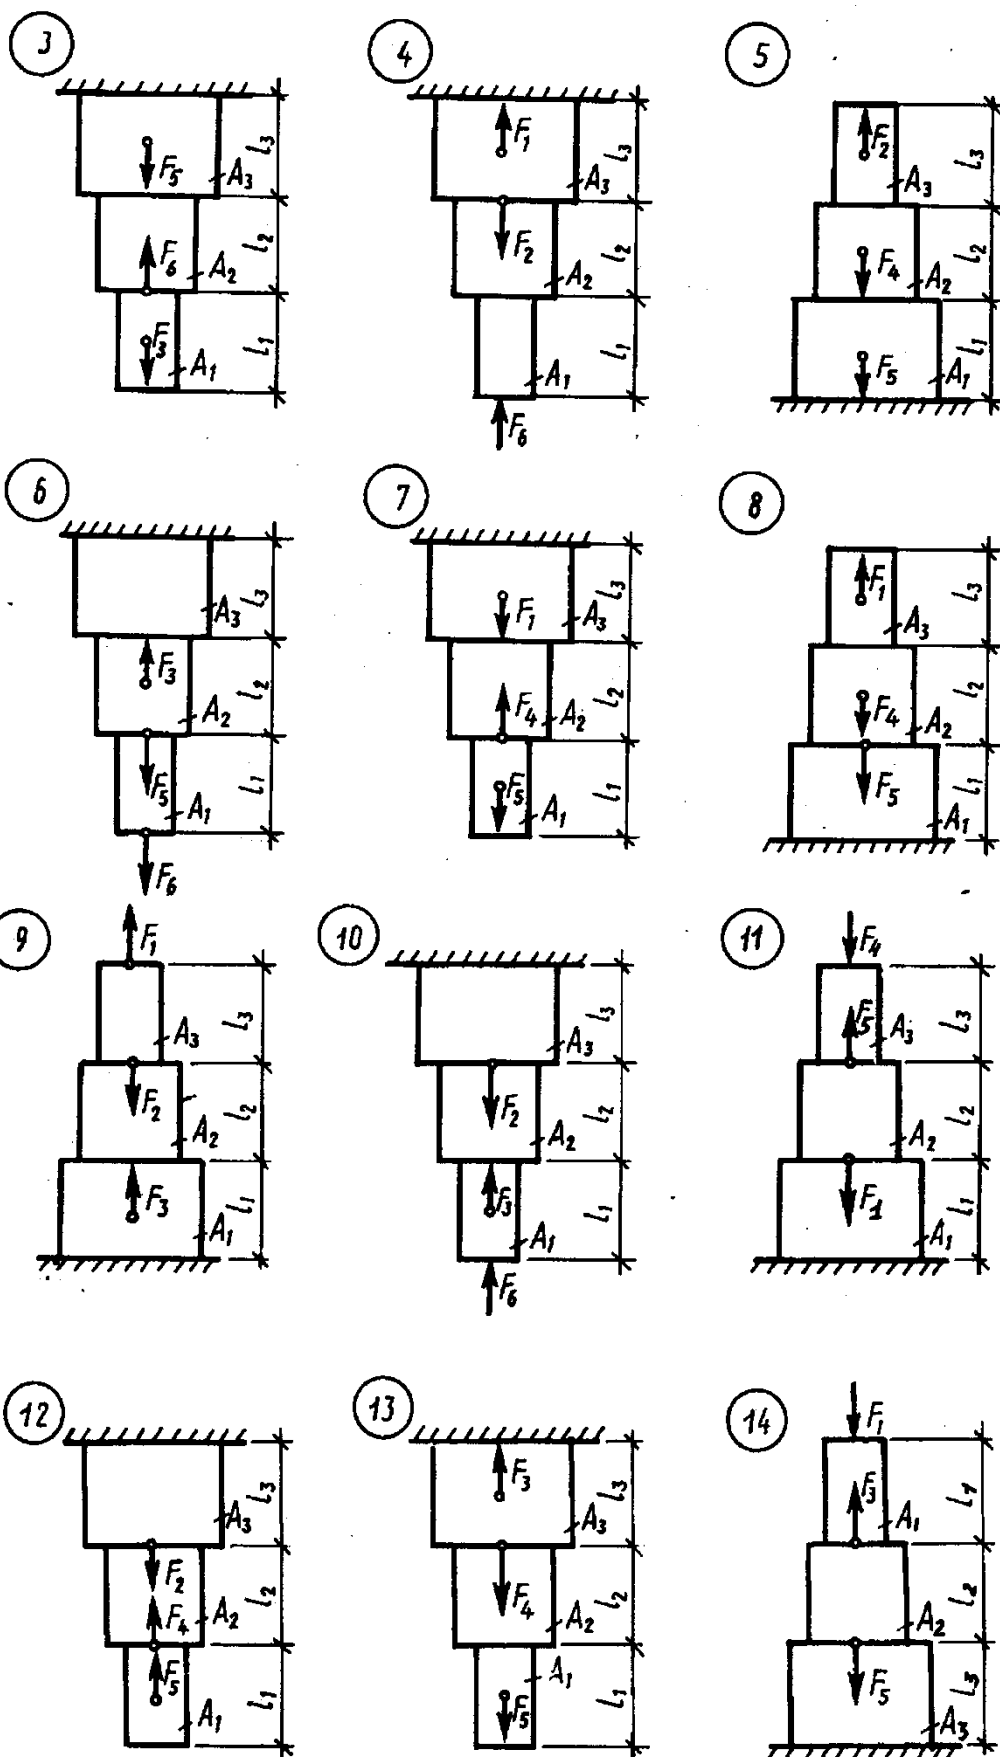 3 4 5
F5 A3 l3 F1 A3 l3 F2 A3 l3
F6 A2 l2 F2 A2 l2 F4 A2 l2
F3 A1 l1 A1 l1 F5 A1 l1
F6
6 7 8
A3 l3 F1 A3 l3 F1 A3 l3
F3 A2 l2 F4 A2 l2 F4 A2 l2
F5 A1 l1 F5 A1 l1 F5 A1 l1
F6
9 10 11
F1 F4
A3 l3 A3 l3 F5 A3 l3
F2 A2 l2 F2 A2 l2 A2 l2
F3 A1 l1 F3 A1 l1 F1 A1 l1
F6
12 13 14
F1
A3 l3 F3 A3 l3 F3 A1 l1
F2 F4 A2 l2 F4 A2 l2 A2 l2
F5 A1 l1 F5 A1 l1 F5 A3 l3